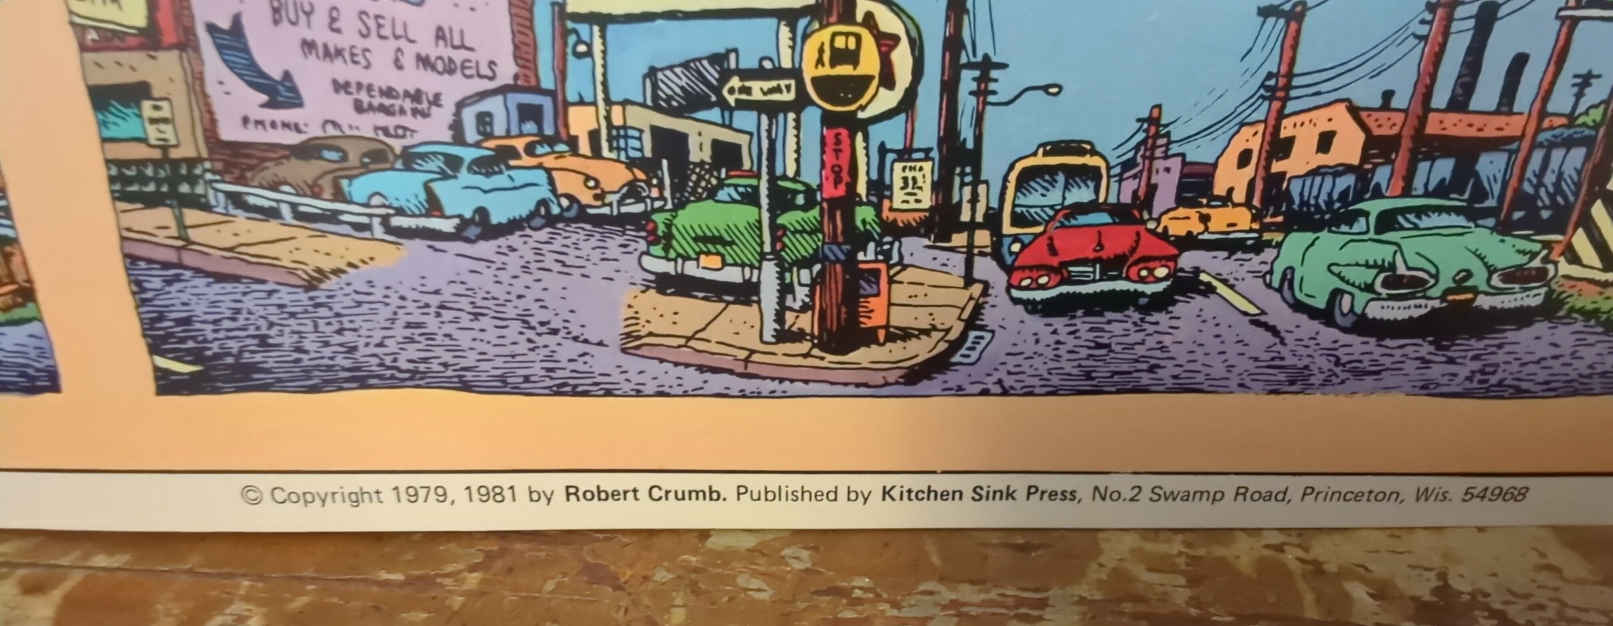 BUY & SELL ALL
MAKES & MODELS
DEPENDABLE
BARGAIN
PHONE:
ONE WAY
STOP
© Copyright 1979, 1981 by Robert Crumb. Published by Kitchen Sink Press, No.2 Swamp Road, Princeton, Wis. 54968